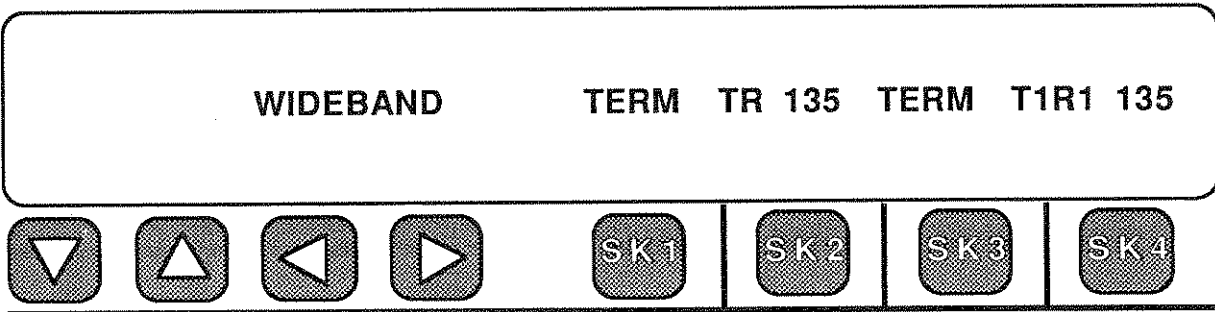 WIDEBAND TERM TR 135 TERM T1R1 135
SK1 SK2 SK3 SK4